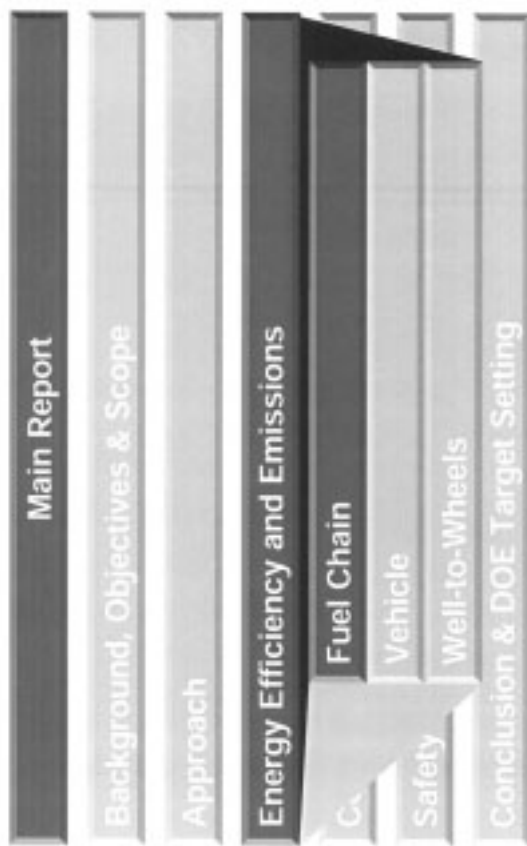 Main Report
Background, Objectives & Scope
Approach
Energy Efficiency and Emissions
Fuel Chain
Vehicle
Well-to-Wheels
Safety
Conclusion & DOE Target Setting